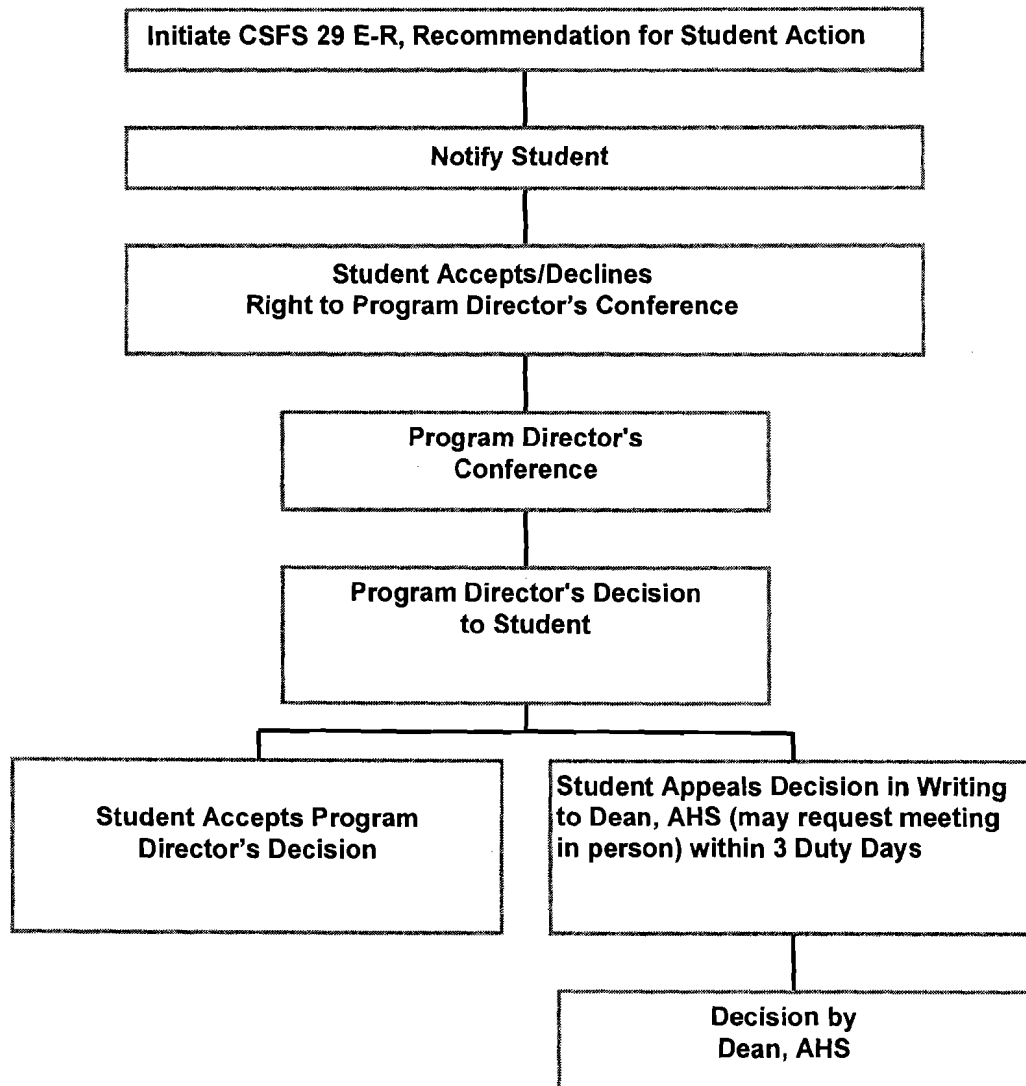 Initiate CSFS 29 E-R, Recommendation for Student Action
Notify Student
Student Accepts/Declines
Right to Program Director's Conference
Program Director's
Conference
Program Director's Decision
to Student
Student Accepts Program
Director's Decision
Student Appeals Decision in Writing
to Dean, AHS (may request meeting
in person) within 3 Duty Days
Decision by
Dean, AHS